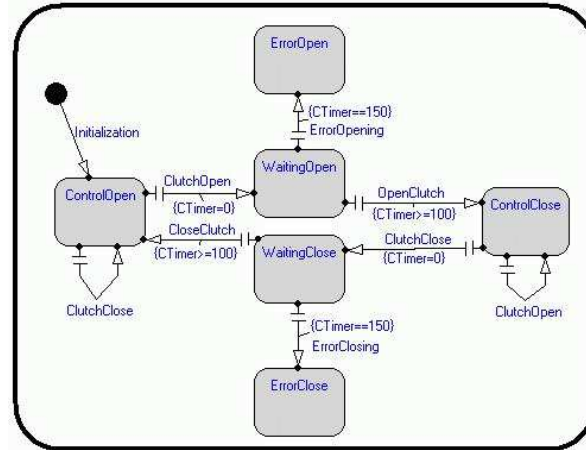 ErrorOpen
{CTimer==150}
ErrorOpening
Initialization
ControlOpen
ClutchOpen
{CTimer=0}
WaitingOpen
OpenClutch
{CTimer>=100}
ControlClose
CloseClutch
{CTimer>=100}
WaitingClose
ClutchClose
{CTimer=0}
ClutchClose
ClutchOpen
{CTimer==150}
ErrorClosing
ErrorClose